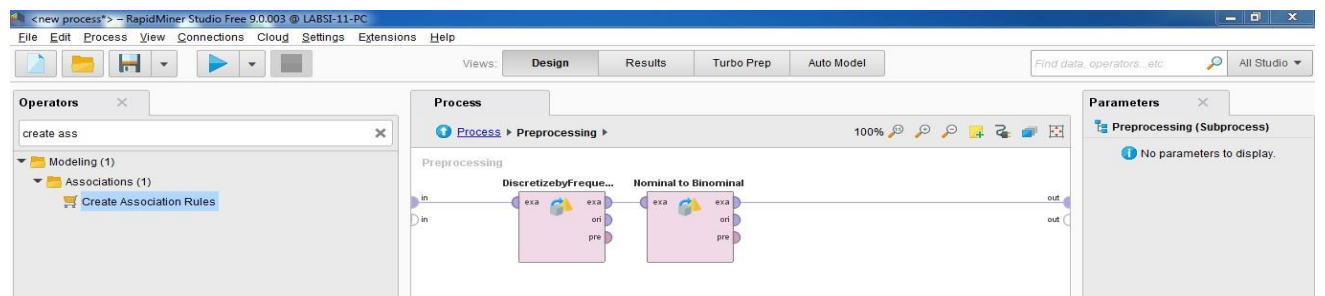 <new process*> – RapidMiner Studio Free 9.0.003 @ LABSI-11-PC
File Edit Process View Connections Cloud Settings Extensions Help
Views: Design Results Turbo Prep Auto Model
Find data, operators...etc All Studio
Operators
create ass
Modeling (1)
Associations (1)
Create Association Rules
Process
Process Preprocessing
100%
Preprocessing
DiscretizebyFreque... Nominal to Binominal
in exa exa exa exa out
in ori ori out
pre pre
Parameters
Preprocessing (Subprocess)
No parameters to display.